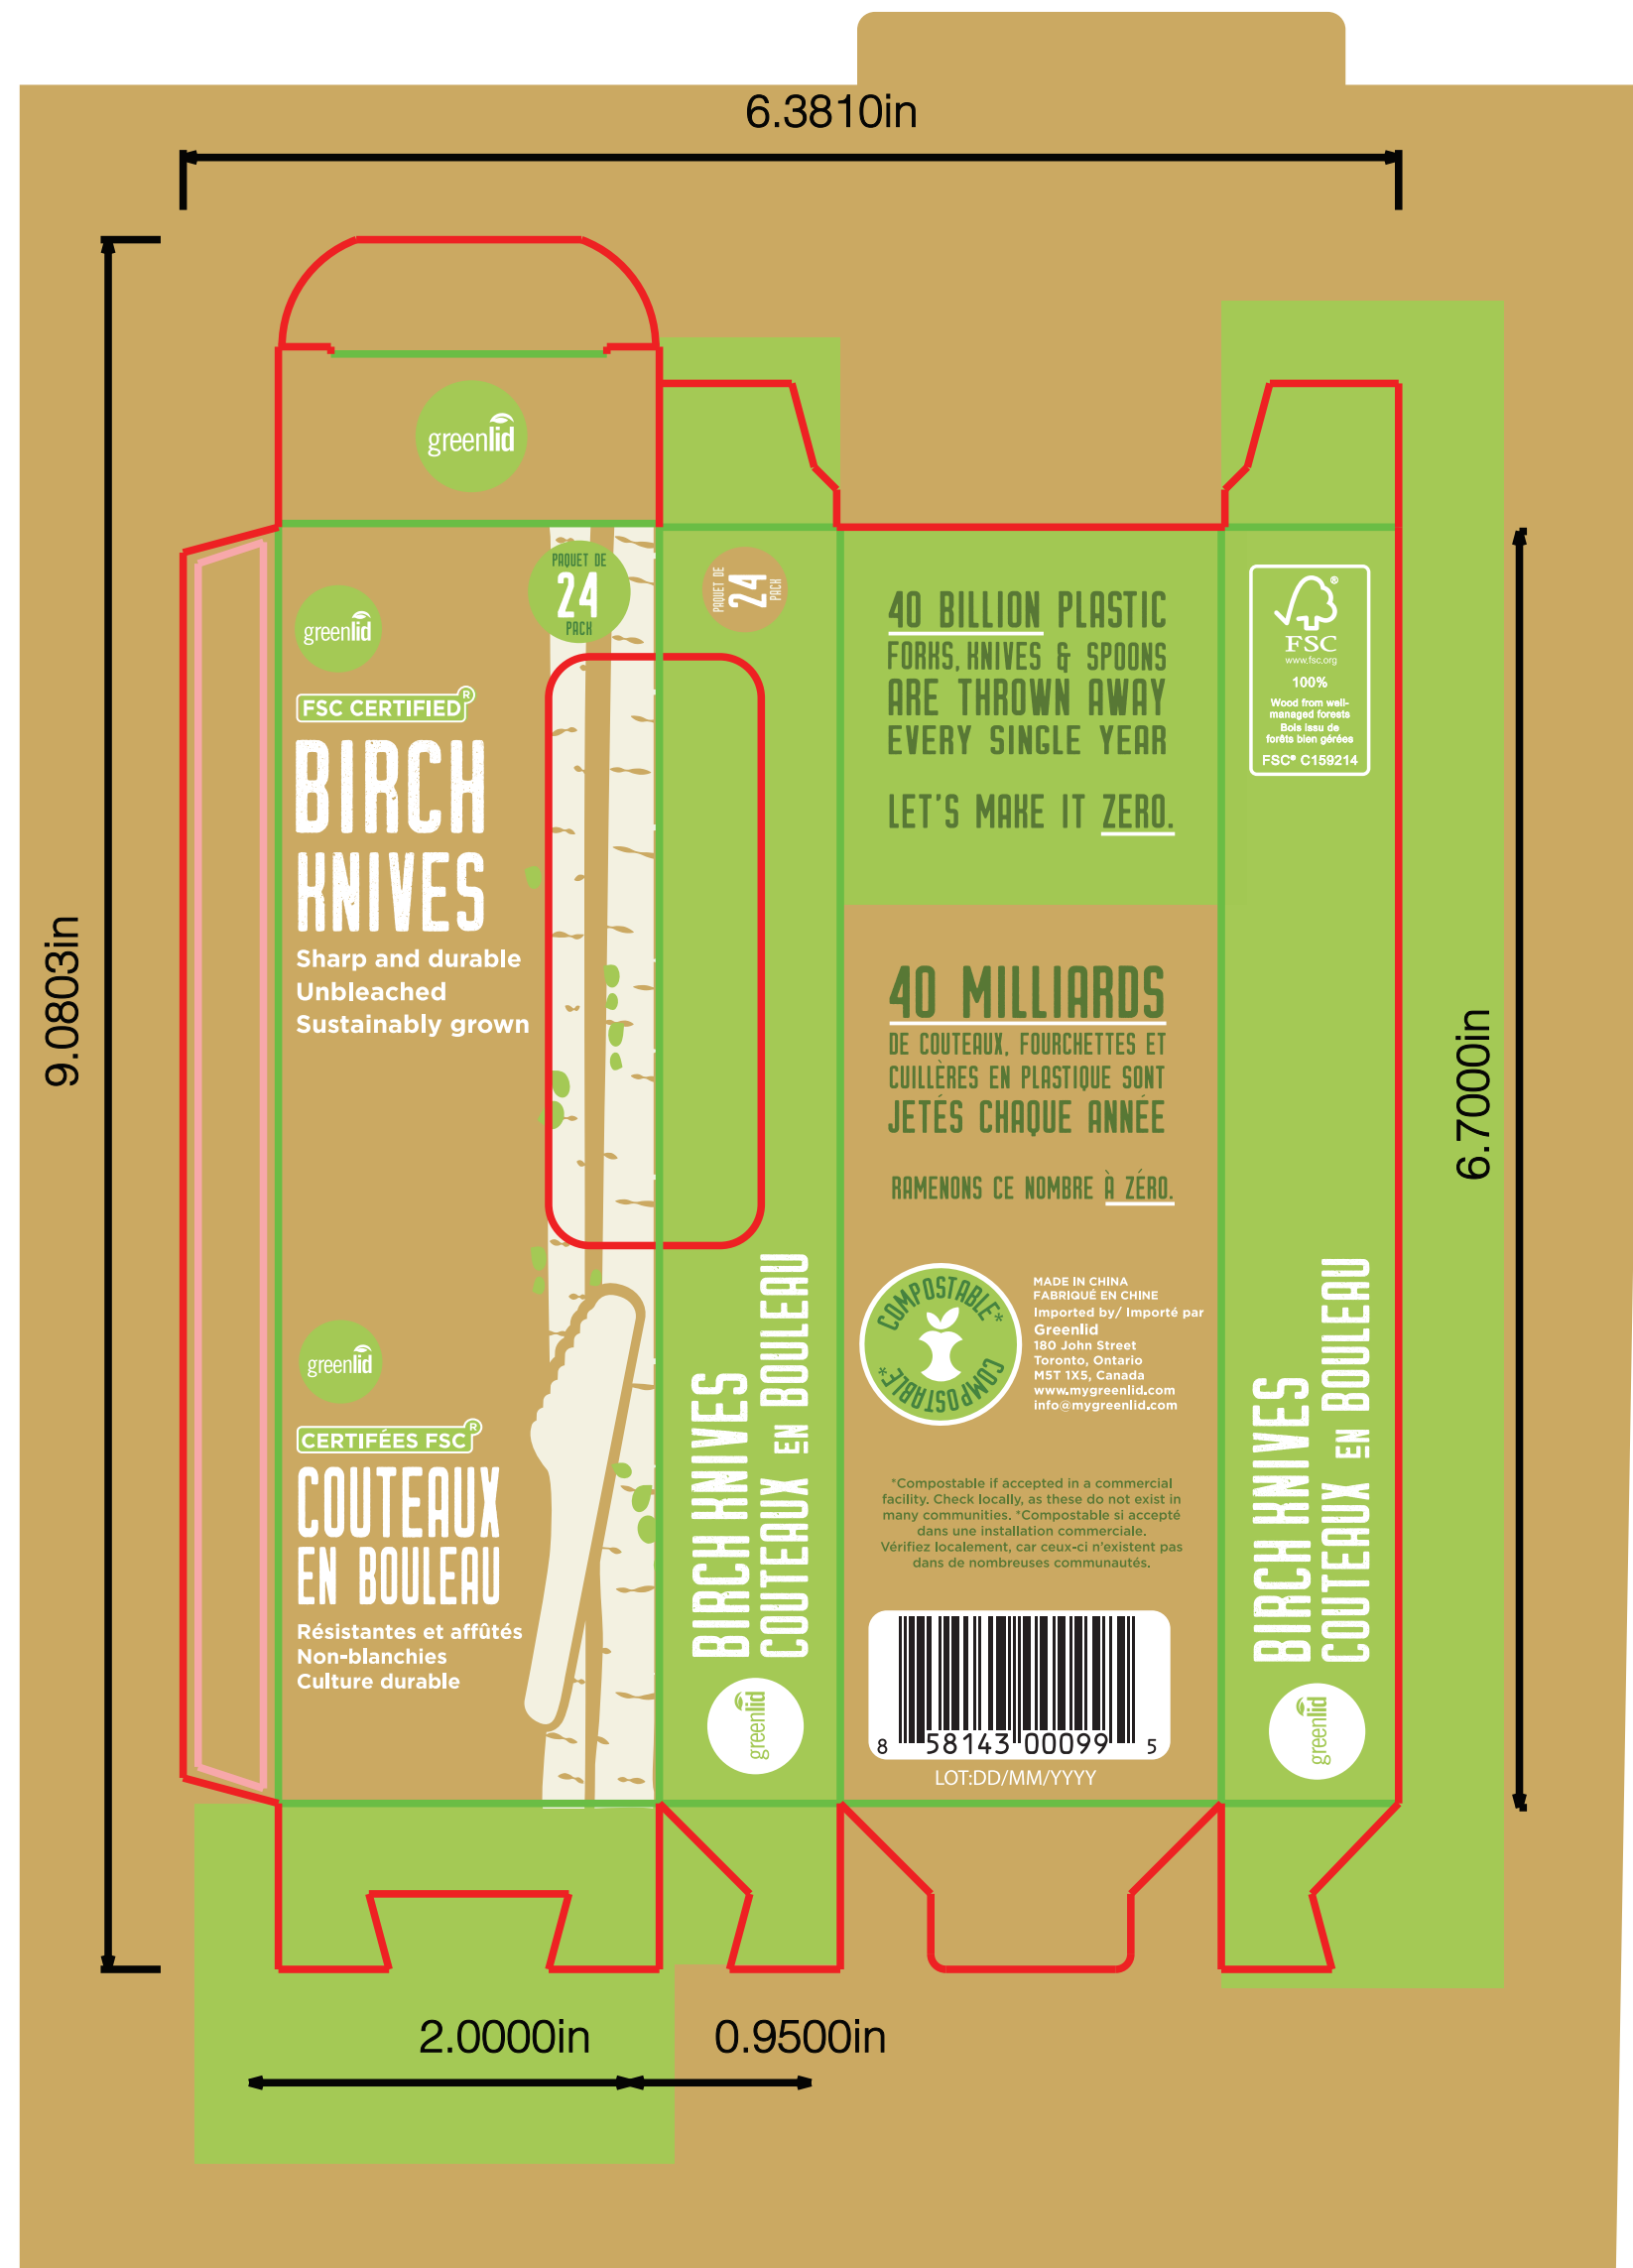 6.3810in
9.0803in
greenlid
PAQUET DE
24
PACK
greenlid
FSC CERTIFIED®
BIRCH
KNIVES
Sharp and durable
Unbleached
Sustainably grown
greenlid
CERTIFÉES FSC®
COUTEAUX
EN BOULEAU
Résistantes et affûtés
Non-blanchies
Culture durable
PAQUET DE
24
PACK
BIRCH KNIVES
COUTEAUX EN BOULEAU
greenlid
40 BILLION PLASTIC
FORKS, KNIVES & SPOONS
ARE THROWN AWAY
EVERY SINGLE YEAR
LET'S MAKE IT ZERO.
40 MILLIARDS
DE COUTEAUX, FOURCHETTES ET
CUILLÈRES EN PLASTIQUE SONT
JETÉS CHAQUE ANNÉE
RAMENONS CE NOMBRE À ZÉRO.
COMPOSTABLE*
COMPOSTABLE*
MADE IN CHINA
FABRIQUÉ EN CHINE
Imported by/ Importé par
Greenlid
180 John Street
Toronto, Ontario
M5T 1X5, Canada
www.mygreenlid.com
info@mygreenlid.com
*Compostable if accepted in a commercial
facility. Check locally, as these do not exist in
many communities. *Compostable si accepté
dans une installation commerciale.
Vérifiez localement, car ceux-ci n'existent pas
dans de nombreuses communautés.
8 58143 00099 5
LOT:DD/MM/YYYY
®
FSC
www.fsc.org
100%
Wood from well-
managed forests
Bois issu de
forêts bien gérées
FSC® C159214
BIRCH KNIVES
COUTEAUX EN BOULEAU
greenlid
6.7000in
2.0000in
0.9500in